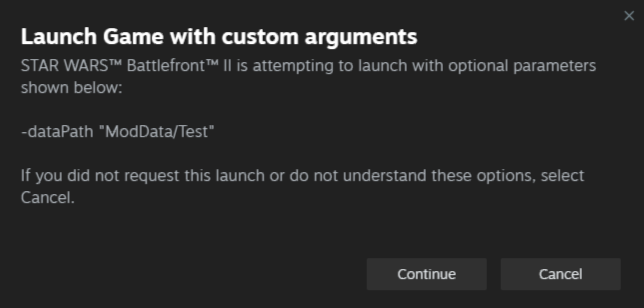 Launch Game with custom arguments
STAR WARS™ Battlefront™ II is attempting to launch with optional parameters
shown below:
-dataPath "ModData/Test"
If you did not request this launch or do not understand these options, select
Cancel.
Continue
Cancel